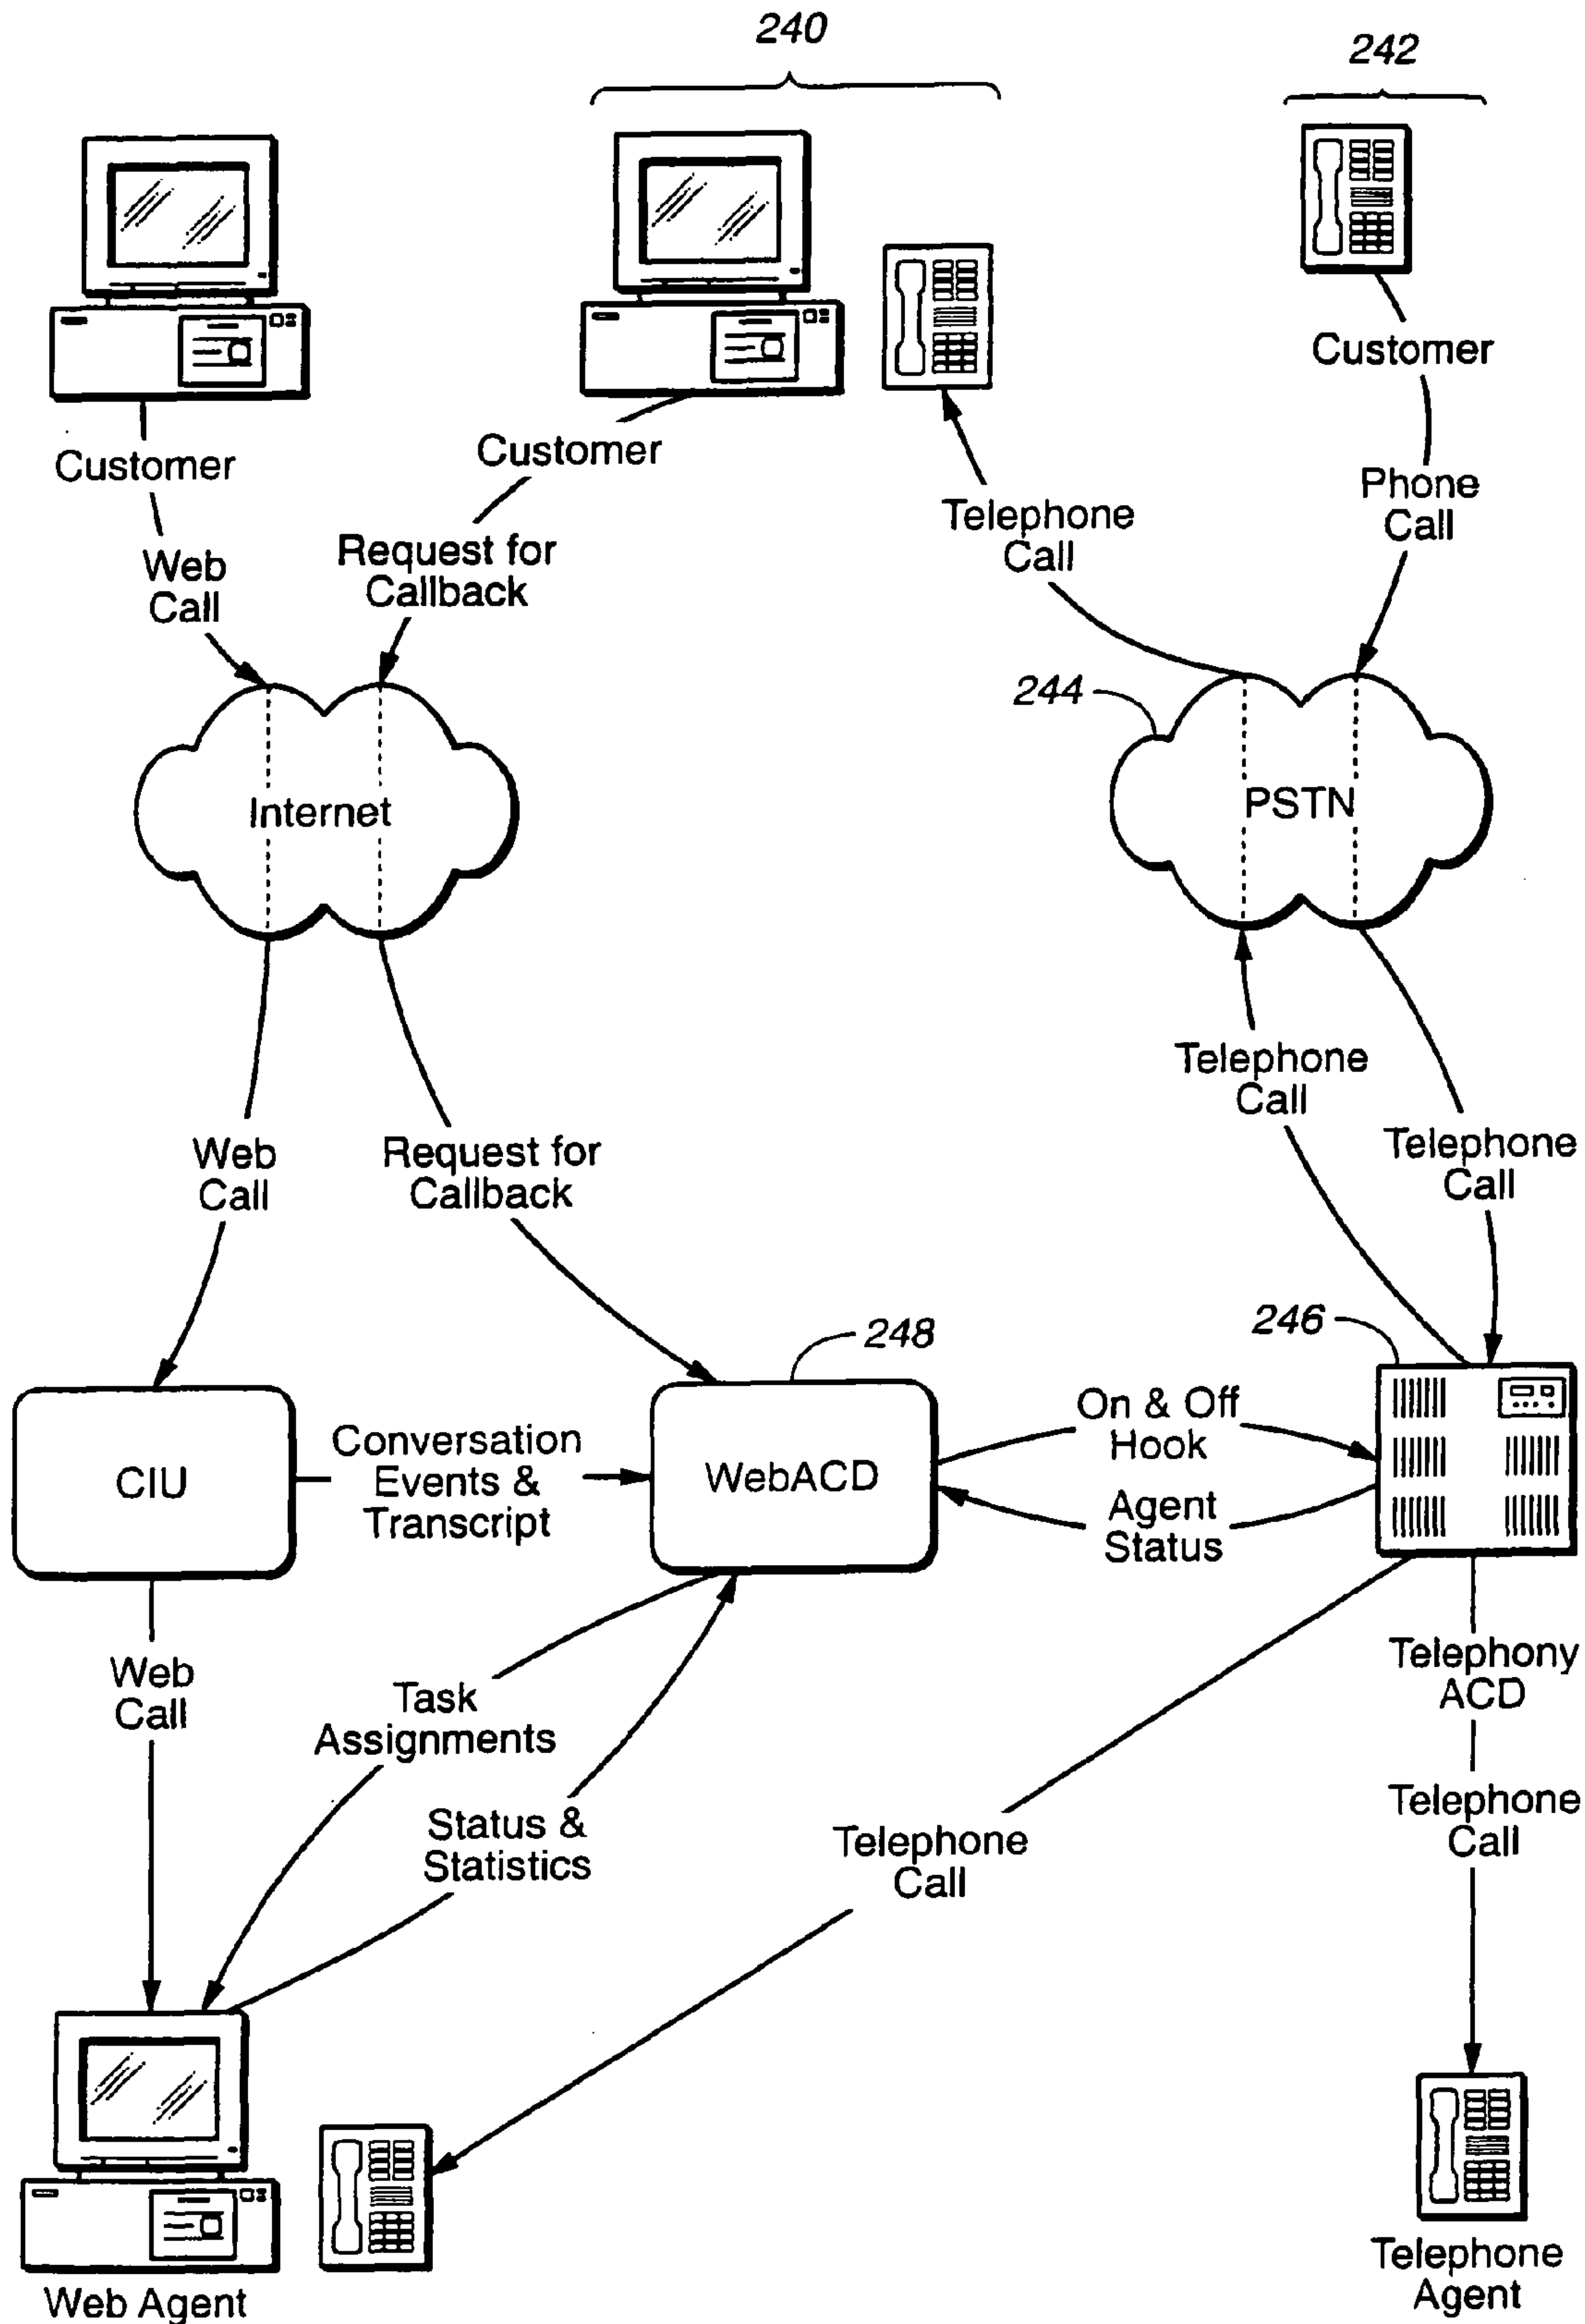 240
242
Customer
Customer
Customer
Web
Call
Request for
Callback
Telephone
Call
Phone
Call
244
Internet
PSTN
Telephone
Call
Web
Call
Request for
Callback
Telephone
Call
248
246
CIU
Conversation
Events &
Transcript
WebACD
On & Off
Hook
Agent
Status
Web
Call
Task
Assignments
Status &
Statistics
Telephone
Call
Telephony
ACD
Telephone
Call
Web Agent
Telephone
Agent